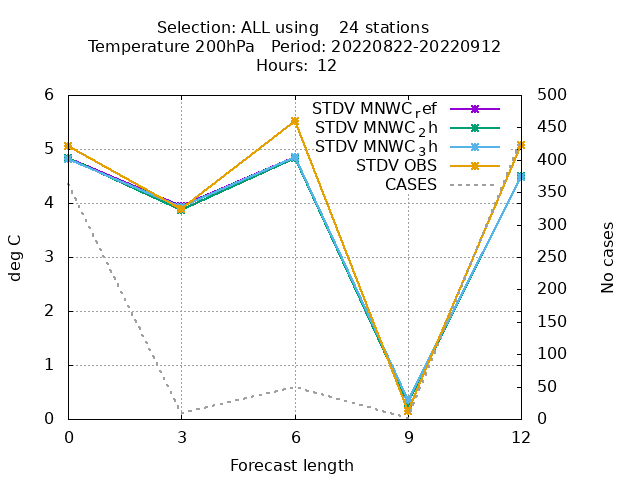 Selection: ALL using    24 stations
Temperature 200hPa   Period: 20220822-20220912
Hours: 12
STDV MNWC_ref
STDV MNWC_2h
STDV MNWC_3h
STDV OBS
CASES
6
5
4
3
2
1
0
deg C
500
450
400
350
300
250
200
150
100
50
0
No cases
0 3 6 9 12
Forecast length